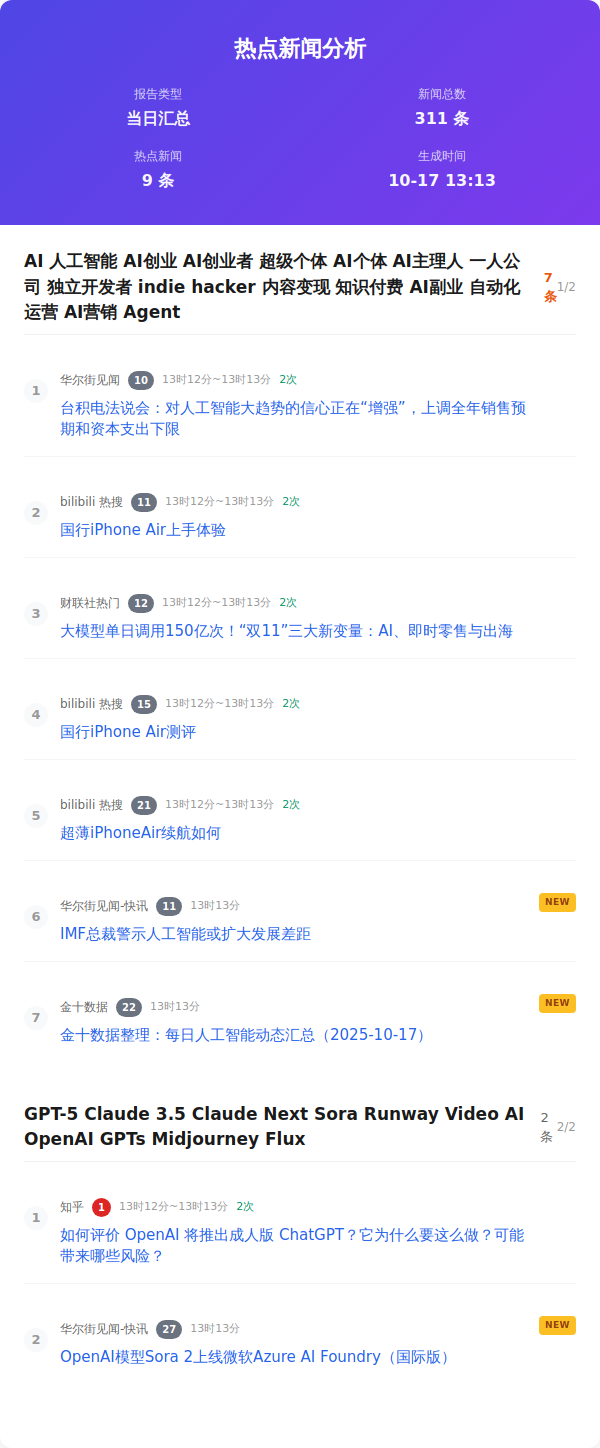 热点新闻分析
报告类型
当日汇总
新闻总数
311 条
热点新闻
9 条
生成时间
10-17 13:13
AI 人工智能 AI创业 AI创业者 超级个体 AI个体 AI主理人 一人公
司 独立开发者 indie hacker 内容变现 知识付费 AI副业 自动化
运营 AI营销 Agent
7
条
1/2
1
华尔街见闻 10 13时12分~13时13分 2次
台积电法说会：对人工智能大趋势的信心正在“增强”，上调全年销售预
期和资本支出下限
2
bilibili 热搜 11 13时12分~13时13分 2次
国行iPhone Air上手体验
3
财联社热门 12 13时12分~13时13分 2次
大模型单日调用150亿次！“双11”三大新变量：AI、即时零售与出海
4
bilibili 热搜 15 13时12分~13时13分 2次
国行iPhone Air测评
5
bilibili 热搜 21 13时12分~13时13分 2次
超薄iPhoneAir续航如何
6
华尔街见闻-快讯 11 13时13分
NEW
IMF总裁警示人工智能或扩大发展差距
7
金十数据 22 13时13分
NEW
金十数据整理：每日人工智能动态汇总（2025-10-17）
GPT-5 Claude 3.5 Claude Next Sora Runway Video AI
OpenAI GPTs Midjourney Flux
2
条
2/2
1
知乎 1 13时12分~13时13分 2次
如何评价 OpenAI 将推出成人版 ChatGPT？它为什么要这么做？可能
带来哪些风险？
2
华尔街见闻-快讯 27 13时13分
NEW
OpenAI模型Sora 2上线微软Azure AI Foundry（国际版）